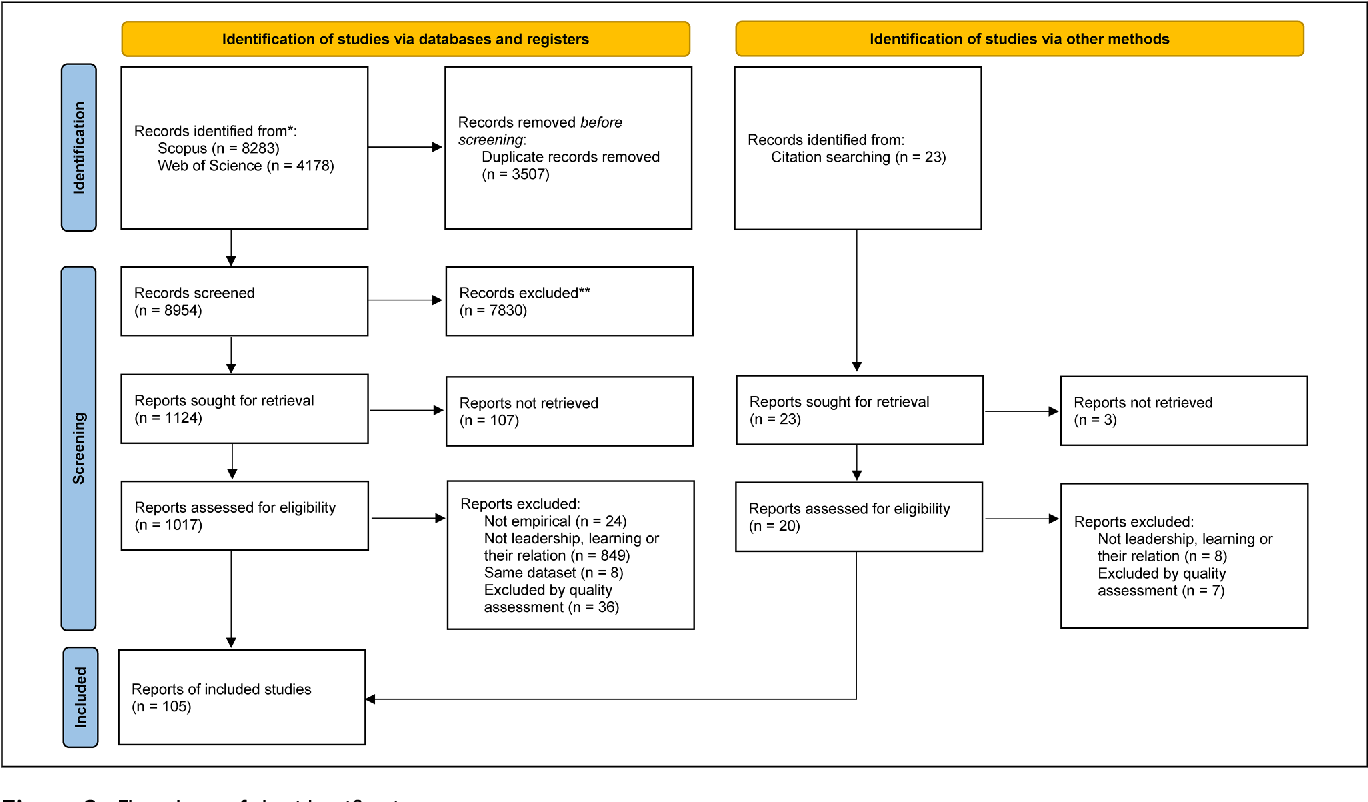 Identification of studies via databases and registers
Identification of studies via other methods
Identification
Records identified from*:
Scopus (n = 8283)
Web of Science (n = 4178)
Records removed before
screening:
Duplicate records removed
(n = 3507)
Records identified from:
Citation searching (n = 23)
Screening
Records screened
(n = 8954)
Records excluded**
(n = 7830)
Reports sought for retrieval
(n = 1124)
Reports not retrieved
(n = 107)
Reports sought for retrieval
(n = 23)
Reports not retrieved
(n = 3)
Reports assessed for eligibility
(n = 1017)
Reports excluded:
Not empirical (n = 24)
Not leadership, learning or
their relation (n = 849)
Same dataset (n = 8)
Excluded by quality
assessment (n = 36)
Reports assessed for eligibility
(n = 20)
Reports excluded:
Not leadership, learning or
their relation (n = 8)
Excluded by quality
assessment (n = 7)
Included
Reports of included studies
(n = 105)